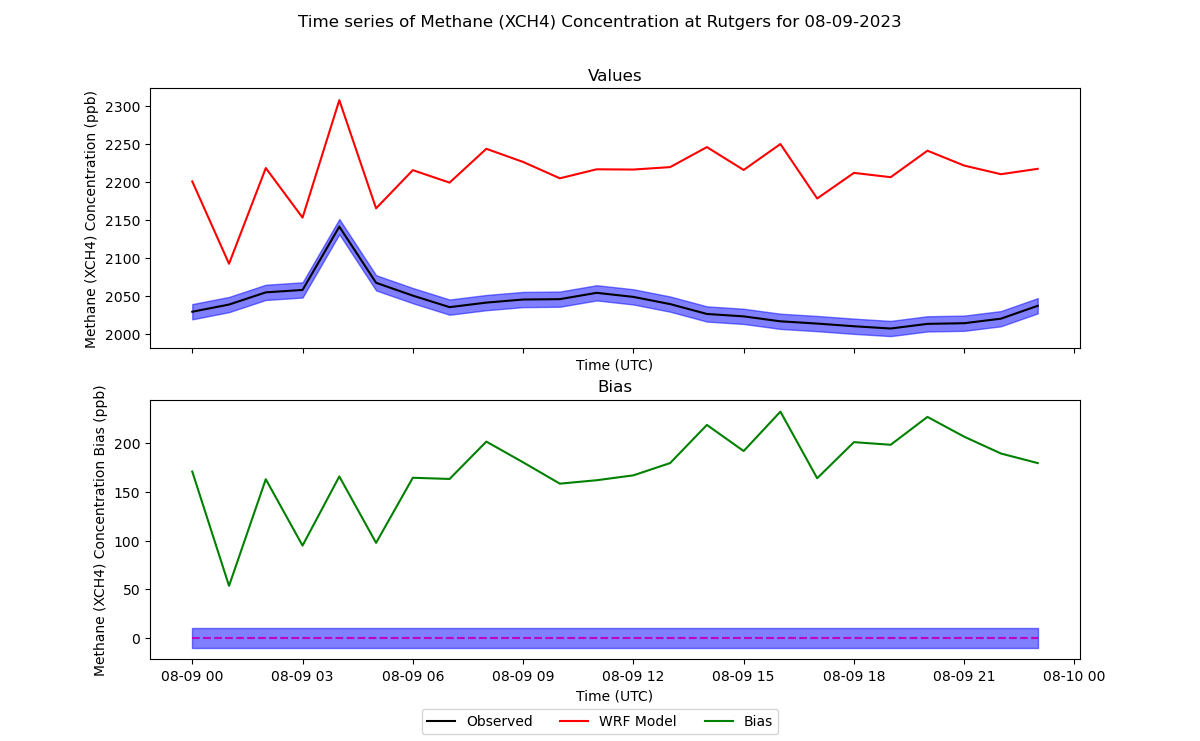 Time series of Methane (XCH4) Concentration at Rutgers for 08-09-2023
Values
Methane (XCH4) Concentration (ppb)
2300
2250
2200
2150
2100
2050
2000
Time (UTC)
Bias
Methane (XCH4) Concentration Bias (ppb)
200
150
100
50
0
08-09 00 08-09 03 08-09 06 08-09 09 08-09 12 08-09 15 08-09 18 08-09 21 08-10 00
Time (UTC)
Observed WRF Model Bias